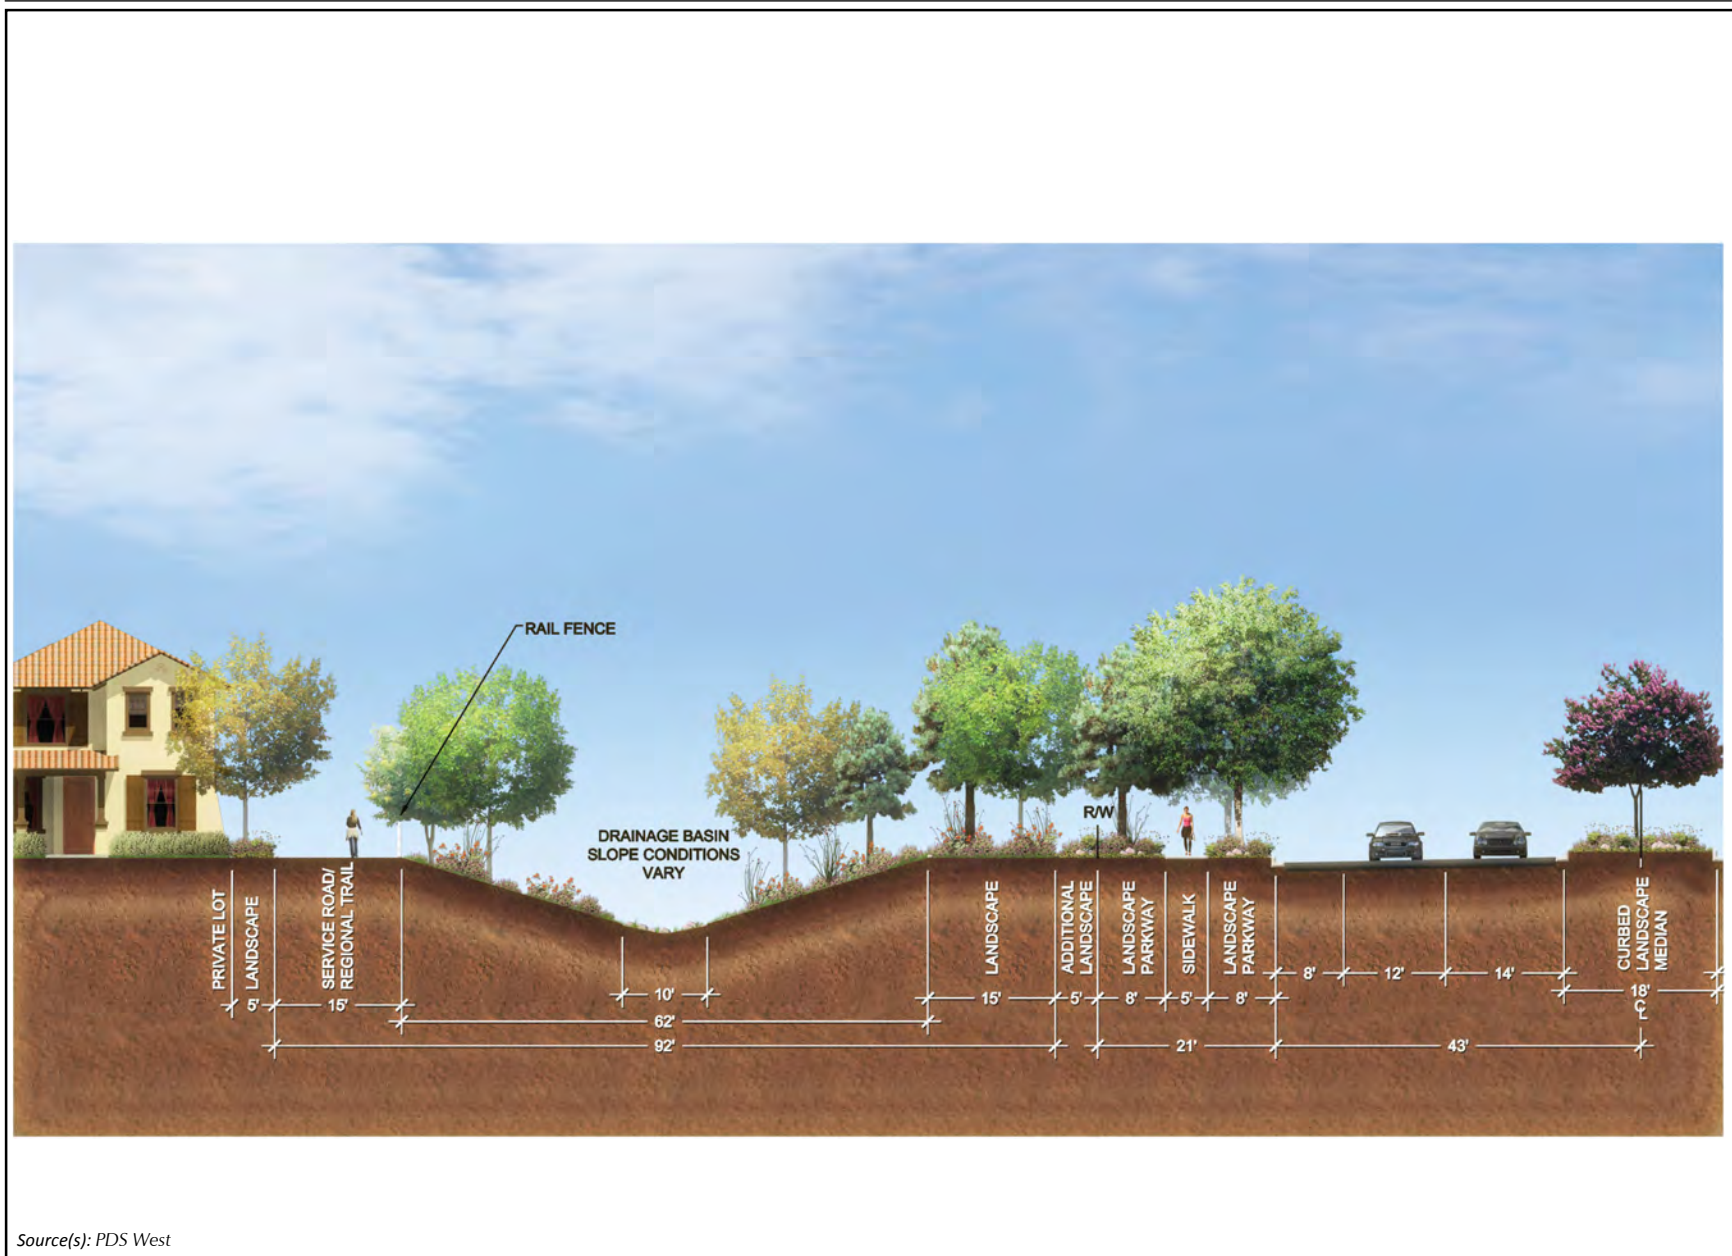 RAIL FENCE
DRAINAGE BASIN
SLOPE CONDITIONS
VARY
R/W
PRIVATE LOT
LANDSCAPE
SERVICE ROAD/
REGIONAL TRAIL
LANDSCAPE
ADDITIONAL
LANDSCAPE
LANDSCAPE
PARKWAY
SIDEWALK
LANDSCAPE
PARKWAY
CURBED
LANDSCAPE
MEDIAN
8' 12' 14'
5' 15' 10' 15' 5' 8' 5' 8' 18'
CL
62'
92' 21' 43'
Source(s): PDS West